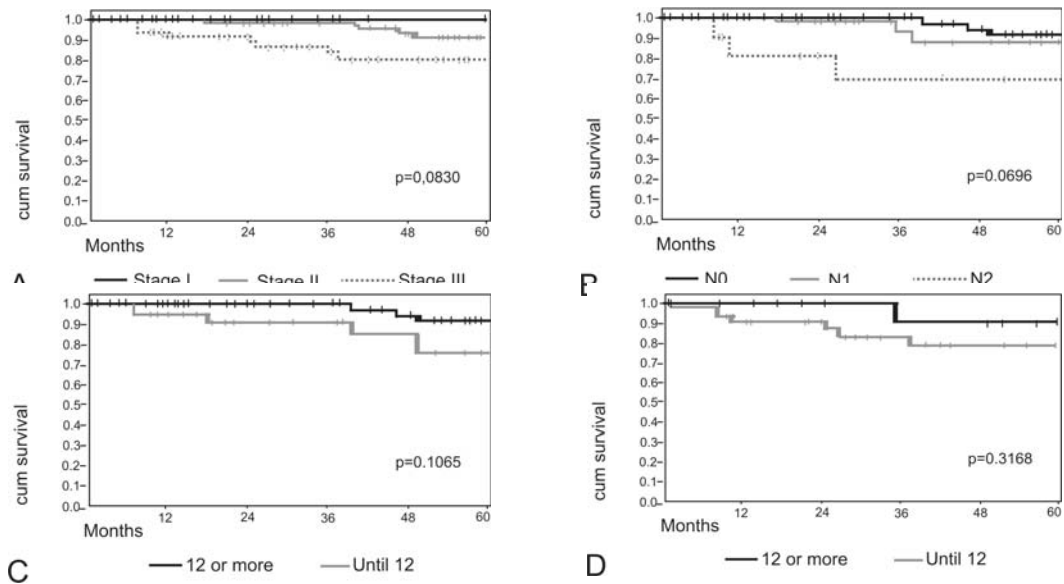 1.0
0.9
0.8
0.7
0.6
0.5
0.4
0.3
0.2
0.1
0.0
cum survival
p=0,0830
Months
12 24 36 48 60
A Stage I Stage II Stage III
1.0
0.9
0.8
0.7
0.6
0.5
0.4
0.3
0.2
0.1
0.0
cum survival
p=0.0696
Months
12 24 36 48 60
B N0 N1 N2
1.0
0.9
0.8
0.7
0.6
0.5
0.4
0.3
0.2
0.1
0.0
cum survival
p=0.1065
Months
12 24 36 48 60
C 12 or more Until 12
1.0
0.9
0.8
0.7
0.6
0.5
0.4
0.3
0.2
0.1
0.0
cum survival
p=0.3168
Months
12 24 36 48 60
D 12 or more Until 12